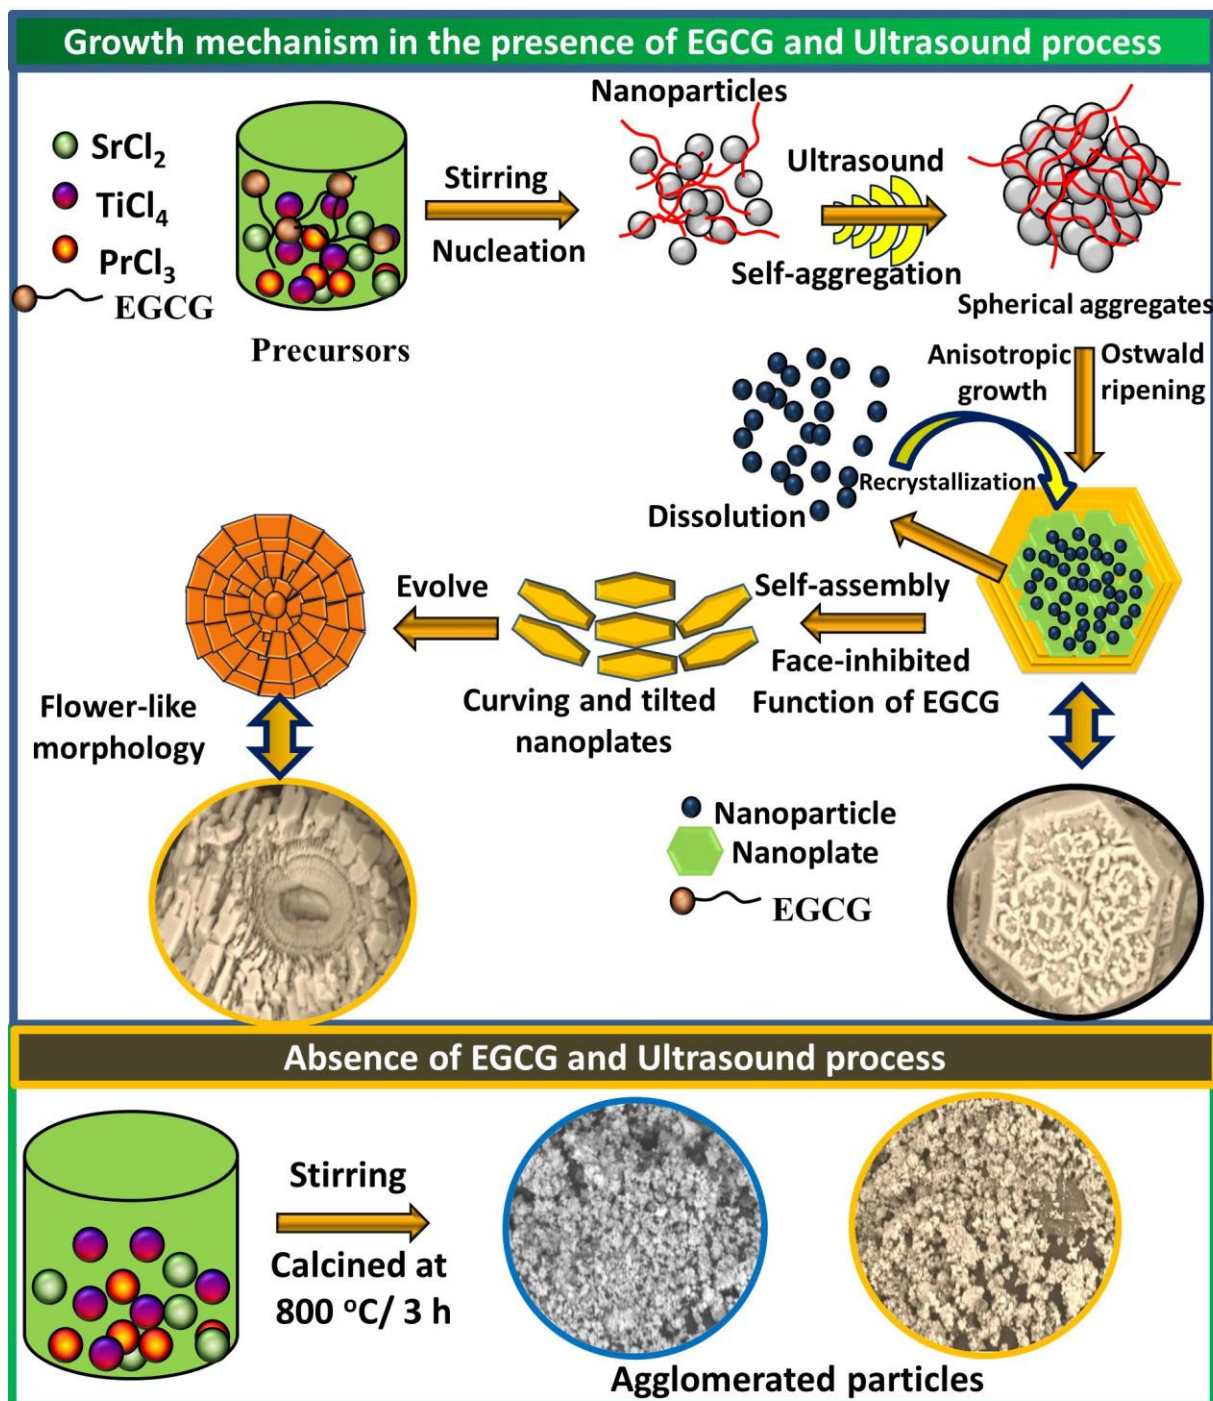 Growth mechanism in the presence of EGCG and Ultrasound process
SrCl₂
TiCl₄
PrCl₃
EGCG
Precursors
Stirring
Nucleation
Nanoparticles
Ultrasound
Self-aggregation
Spherical aggregates
Anisotropic
growth
Ostwald
ripening
Recrystallization
Dissolution
Self-assembly
Face-inhibited
Function of EGCG
Curving and tilted
nanoplates
Evolve
Flower-like
morphology
Nanoparticle
Nanoplate
EGCG
Absence of EGCG and Ultrasound process
Stirring
Calcined at
800 ºC/ 3 h
Agglomerated particles